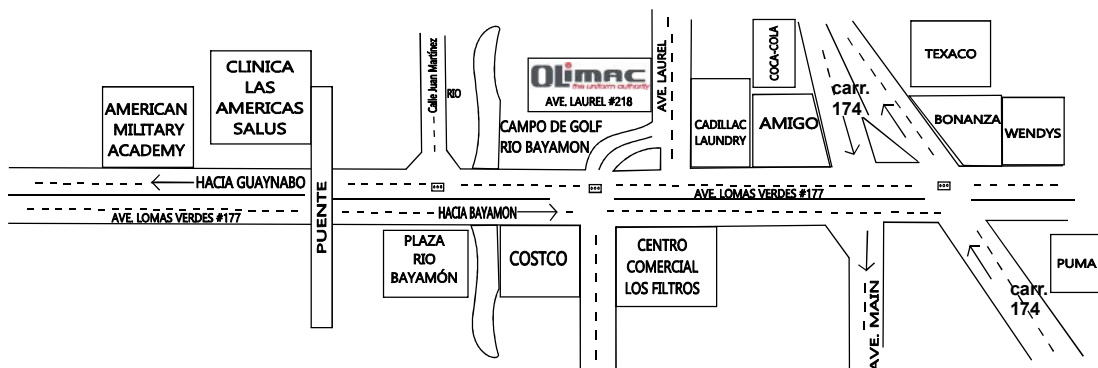 AMERICAN
MILITARY
ACADEMY
CLINICA
LAS
AMERICAS
SALUS
PUENTE
Calle Juan Martínez
RIO
OLIMAC
the uniform authority
AVE. LAUREL #218
CAMPO DE GOLF
RIO BAYAMON
AVE. LAUREL
CADILLAC
LAUNDRY
COCA-COLA
AMIGO
carr.
174
TEXACO
BONANZA
WENDYS
HACIA GUAYNABO
AVE. LOMAS VERDES #177
HACIA BAYAMON
AVE. LOMAS VERDES #177
PLAZA
RIO
BAYAMÓN
COSTCO
CENTRO
COMERCIAL
LOS FILTROS
AVE. MAIN
carr.
174
PUMA